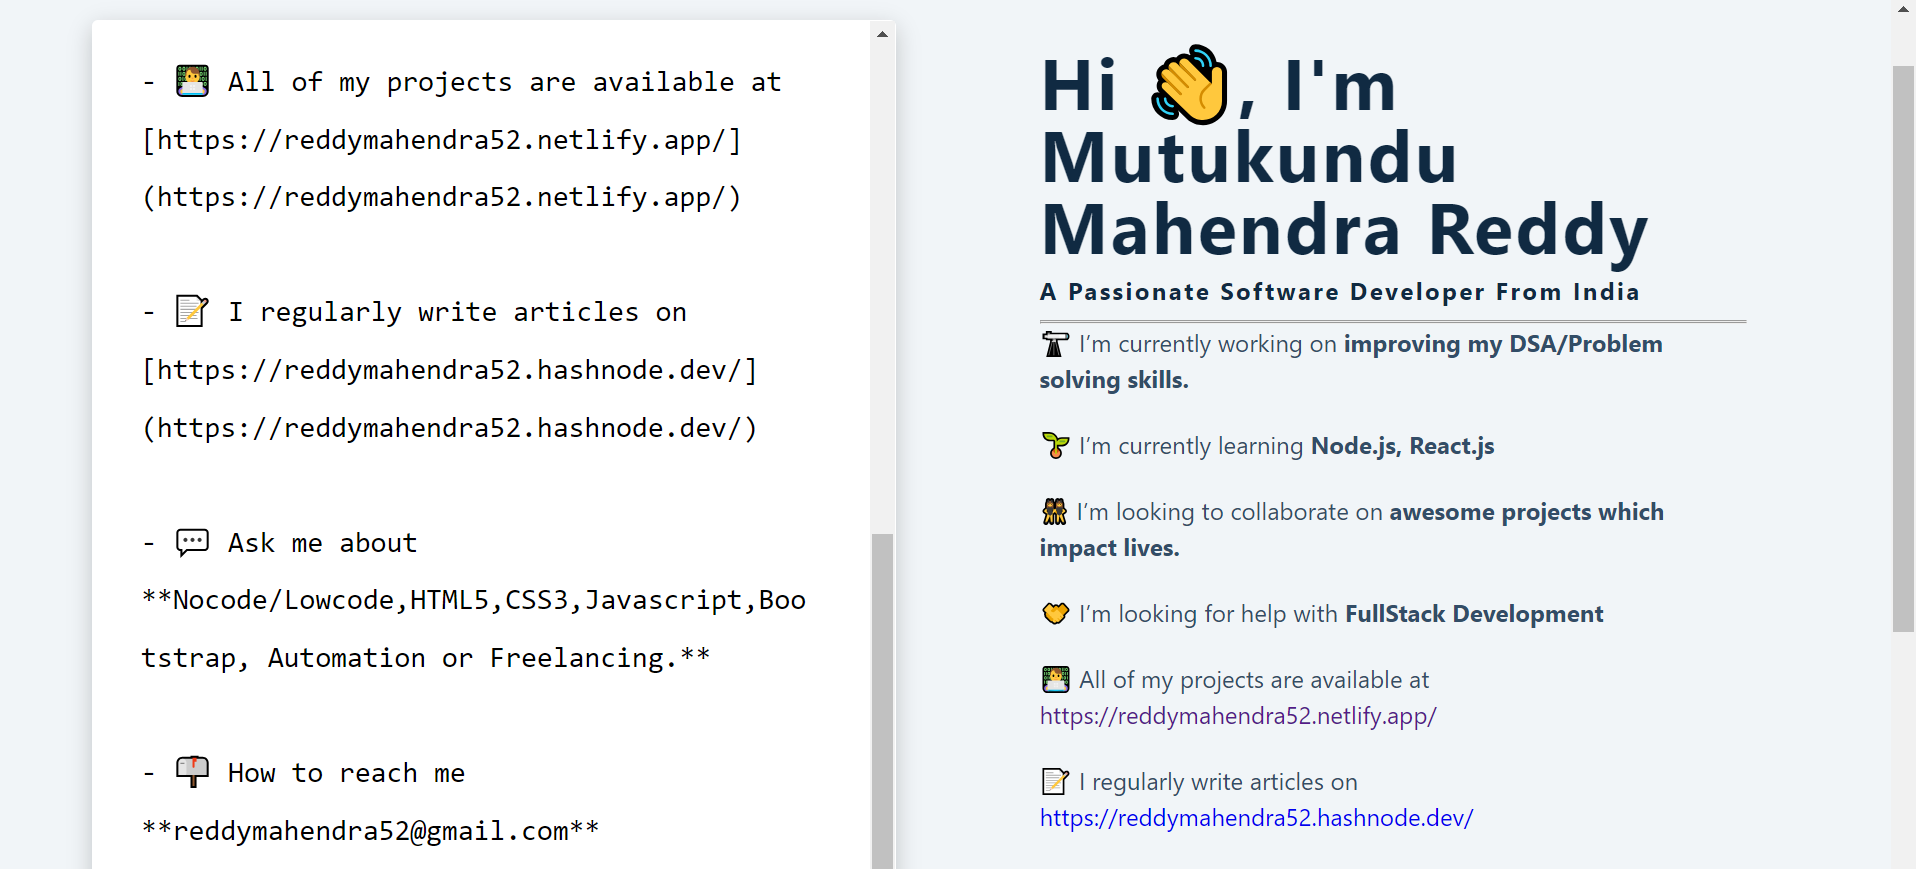 - 👨‍💻 All of my projects are available at
[https://reddymahendra52.netlify.app/]
(https://reddymahendra52.netlify.app/)
- 📝 I regularly write articles on
[https://reddymahendra52.hashnode.dev/]
(https://reddymahendra52.hashnode.dev/)
- 💬 Ask me about
**Nocode/Lowcode,HTML5,CSS3,Javascript,Boo
tstrap, Automation or Freelancing.**
- 📫 How to reach me
**reddymahendra52@gmail.com**
Hi 👋, I'm
Mutukundu
Mahendra Reddy
A Passionate Software Developer From India
🔭 I’m currently working on improving my DSA/Problem
solving skills.
🌱 I’m currently learning Node.js, React.js
👯 I’m looking to collaborate on awesome projects which
impact lives.
🤝 I’m looking for help with FullStack Development
👨‍💻 All of my projects are available at
https://reddymahendra52.netlify.app/
📝 I regularly write articles on
https://reddymahendra52.hashnode.dev/